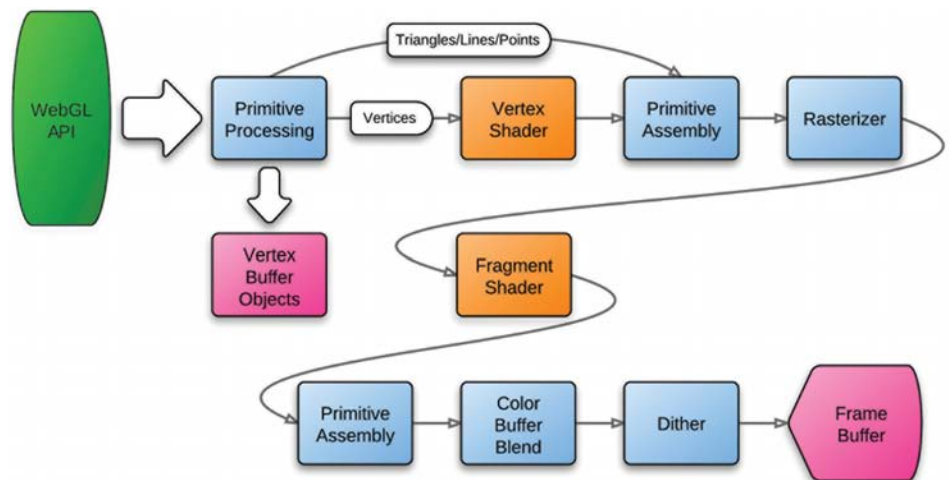 WebGL
API
Triangles/Lines/Points
Primitive
Processing
Vertices
Vertex
Shader
Primitive
Assembly
Rasterizer
Vertex
Buffer
Objects
Fragment
Shader
Primitive
Assembly
Color
Buffer
Blend
Dither
Frame
Buffer